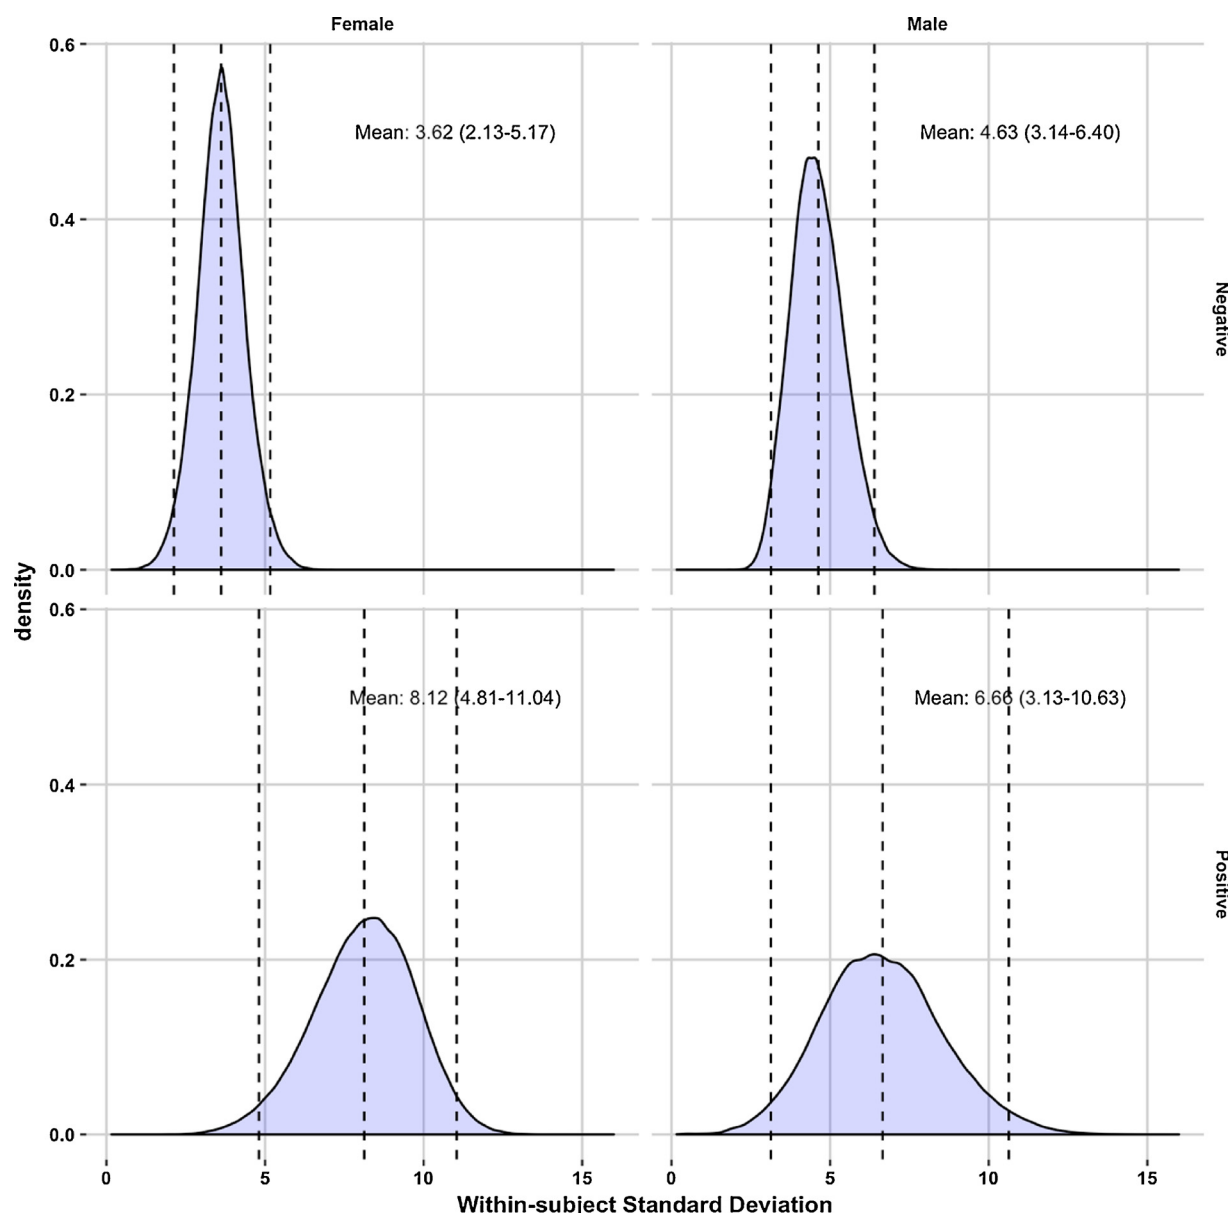 Female
Male
0.6
Mean: 3.62 (2.13-5.17)
Mean: 4.63 (3.14-6.40)
0.4
Negative
0.2
0.0
density
0.6
Mean: 8.12 (4.81-11.04)
Mean: 6.66 (3.13-10.63)
0.4
Positive
0.2
0.0
0 5 10 15 0 5 10 15
Within-subject Standard Deviation